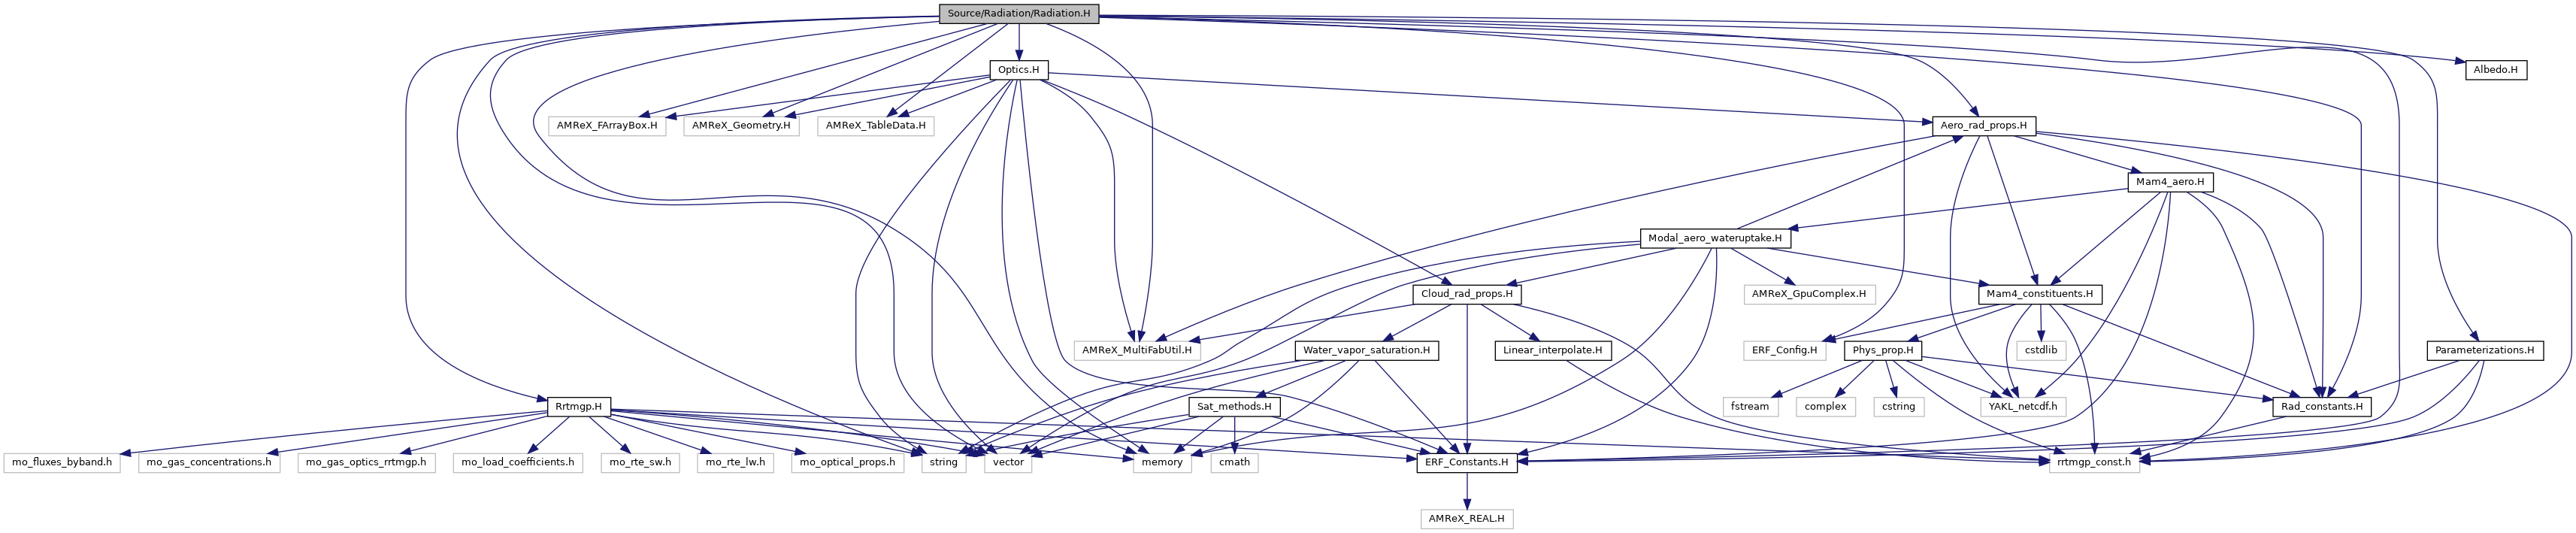 Source/Radiation/Radiation.H
Optics.H
Albedo.H
AMReX_FArrayBox.H
AMReX_Geometry.H
AMReX_TableData.H
Aero_rad_props.H
Mam4_aero.H
Modal_aero_wateruptake.H
Cloud_rad_props.H
AMReX_GpuComplex.H
Mam4_constituents.H
AMReX_MultiFabUtil.H
Water_vapor_saturation.H
Linear_interpolate.H
ERF_Config.H
Phys_prop.H
cstdlib
Parameterizations.H
Rrtmgp.H
Sat_methods.H
fstream
complex
cstring
YAKL_netcdf.h
Rad_constants.H
mo_fluxes_byband.h
mo_gas_concentrations.h
mo_gas_optics_rrtmgp.h
mo_load_coefficients.h
mo_rte_sw.h
mo_rte_lw.h
mo_optical_props.h
string
vector
memory
cmath
ERF_Constants.H
rrtmgp_const.h
AMReX_REAL.H